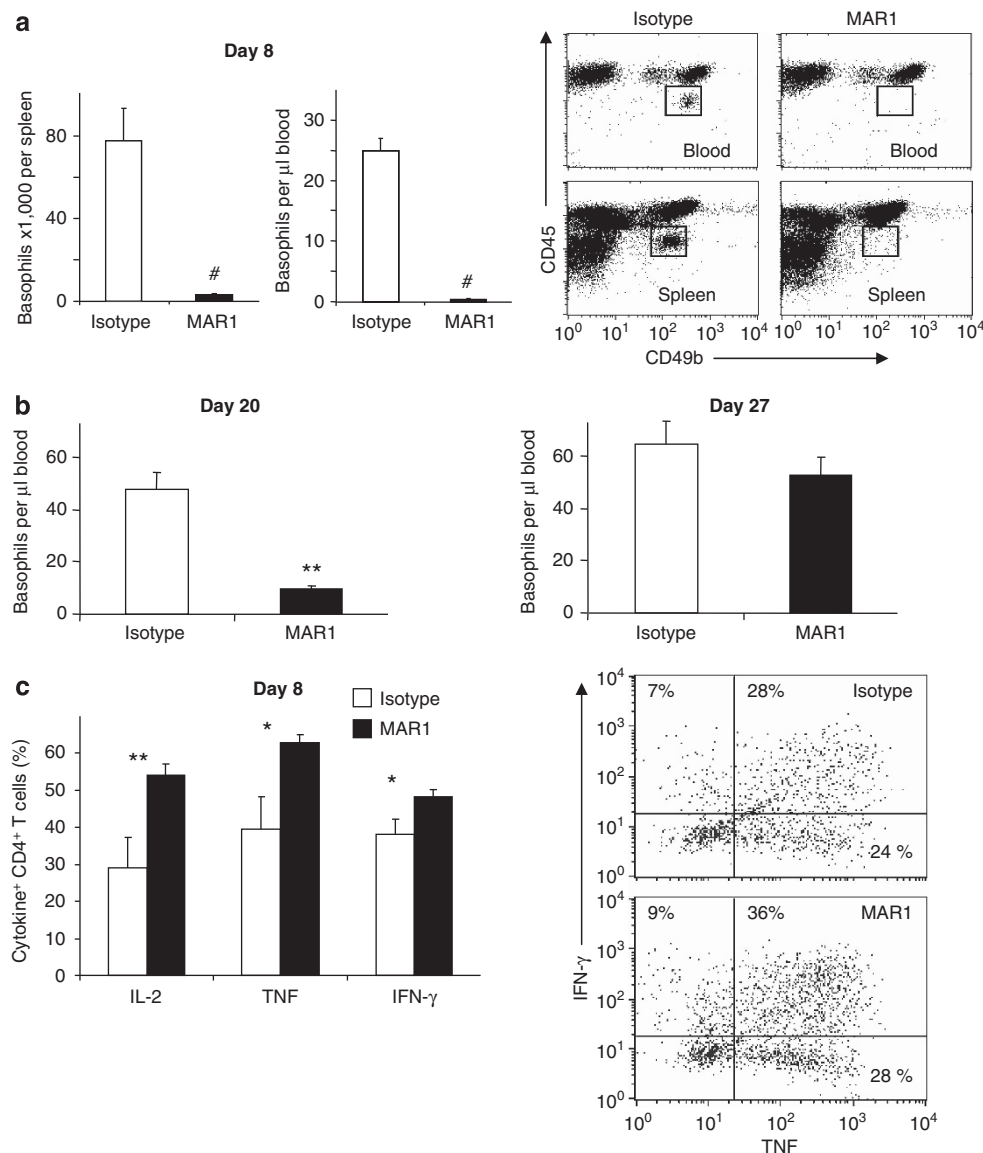 a
Day 8
Basophils x1,000 per spleen
80
40
0
Isotype
#
MAR1
Basophils per µl blood
30
20
10
0
Isotype
#
MAR1
Isotype
MAR1
Blood
Blood
Spleen
Spleen
CD45
10⁰ 10¹ 10² 10³ 10⁴
10⁰ 10¹ 10² 10³ 10⁴
CD49b
b
Day 20
Basophils per µl blood
60
40
20
0
**
Isotype
MAR1
Day 27
Basophils per µl blood
60
40
20
0
Isotype
MAR1
c
Day 8
Isotype
MAR1
Cytokine⁺ CD4⁺ T cells (%)
60
50
40
30
20
10
0
**
*
*
IL-2
TNF
IFN-γ
10⁴
10³
10²
10¹
10⁰
7%
28%
Isotype
24 %
10⁴
10³
10²
10¹
10⁰
9%
36%
MAR1
28 %
IFN-γ
10⁰ 10¹ 10² 10³ 10⁴
TNF